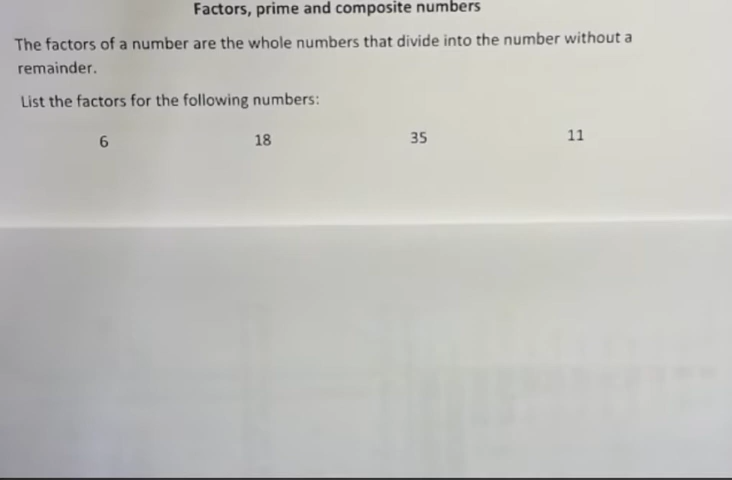 Factors, prime and composite numbers
The factors of a number are the whole numbers that divide into the number without a
remainder.
List the factors for the following numbers:
6 18 35 11